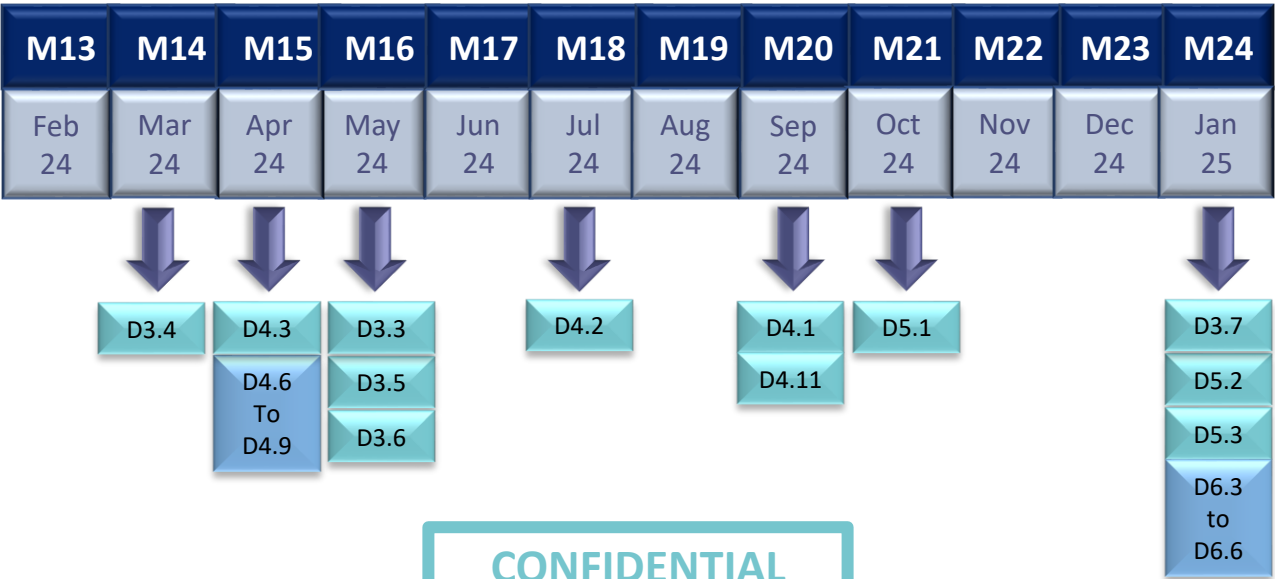 M13 M14 M15 M16 M17 M18 M19 M20 M21 M22 M23 M24
Feb Mar Apr May Jun Jul Aug Sep Oct Nov Dec Jan
24 24 24 24 24 24 24 24 24 24 24 25
D3.4 D4.3 D3.3 D4.2 D4.1 D5.1 D3.7
D4.6 D3.5 D4.11 D5.2
To
D4.9 D3.6 D5.3
D6.3
to
D6.6
CONFIDENTIAL